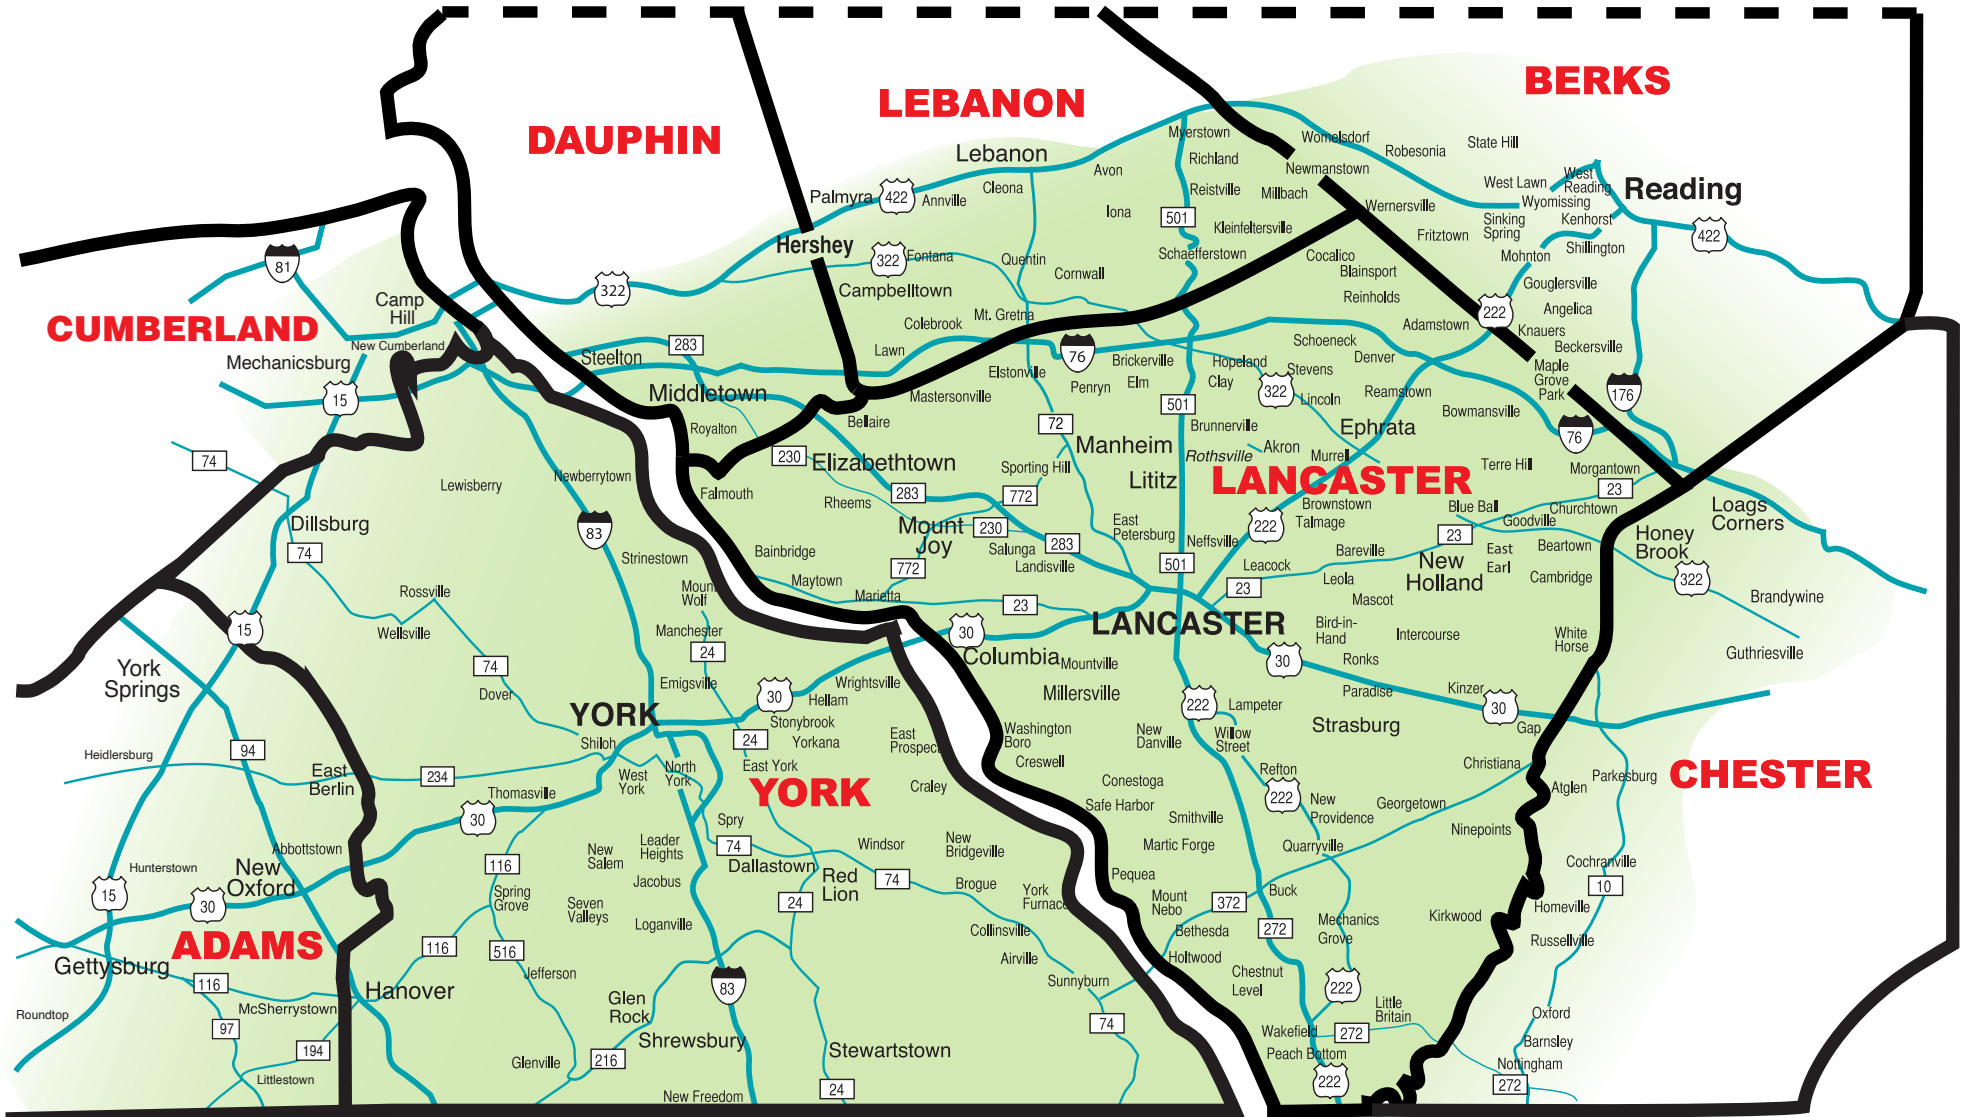 BERKS
LEBANON
DAUPHIN
Myerstown
Womelsdorf
State Hill
Robesonia
Lebanon
Richland
Newmanstown
Avon
Cleona
West
Reading
West Lawn
Reading
Palmyra
422
Annville
Reistville
Millbach
Wyomissing
Wernersville
Iona
501
Sinking
Spring
Kenhorst
422
Kleinfeltersville
Fritztown
Shillington
Hershey
322
Fontana
Quentin
Schaefferstown
Cocalico
Mohnton
81
Cornwall
Blainsport
Gouglersville
322
Campbelltown
Reinholds
Camp
Hill
Mt. Gretna
222
Angelica
CUMBERLAND
Colebrook
Adamstown
Knauers
New Cumberland
283
Schoeneck
Beckersville
Lawn
76
Denver
Mechanicsburg
Steelton
Brickerville
Hopeland
Stevens
Maple
Grove
Park
Elstonville
Elm
Clay
322
Middletown
Penryn
Lincoln
Reamstown
176
15
Mastersonville
501
Bowmansville
Bellaire
72
Brunnerville
Ephrata
76
Royalton
Manheim
Akron
74
230
Elizabethtown
Sporting Hill
Rothsville
Murrell
Terre Hill
Morgantown
Newberrytown
Lititz
LANCASTER
23
Lewisberry
Falmouth
283
772
Rheems
Brownstown
Blue Ball
Churchtown
Loags
Corners
Dillsburg
Mount
Joy
230
East
Petersburg
222
Talmage
Goodville
83
283
Neffsville
23
Honey
Brook
74
Strinestown
Bainbridge
Salunga
Bareville
East
Earl
Beartown
Landisville
501
Leacock
New
Holland
772
Leola
Cambridge
322
Maytown
23
Rossville
Mount
Wolf
Marietta
23
Mascot
Brandywine
15
Wellsville
Manchester
30
LANCASTER
Bird-in-
Hand
Intercourse
White
Horse
24
Columbia
Mountville
30
Ronks
Guthriesville
York
Springs
74
Emigsville
Wrightsville
Dover
30
Hellam
Millersville
Paradise
Kinzer
222
Lampeter
30
YORK
Stonybrook
Strasburg
Gap
94
Shiloh
24
Yorkana
East
Prospect
Washington
Boro
New
Danville
Willow
Street
Heidlersburg
Creswell
East
Berlin
234
West
York
North
York
East York
Refton
Christiana
Parkesburg
CHESTER
YORK
Craley
Conestoga
222
New
Providence
Atglen
Thomasville
Safe Harbor
Georgetown
30
Spry
Smithville
Ninepoints
Abbottstown
New
Salem
Leader
Heights
74
Windsor
New
Bridgeville
Martic Forge
Quarryville
Hunterstown
New
Oxford
116
Dallastown
Cochranville
Jacobus
Red
Lion
74
Pequea
15
30
Spring
Grove
24
Brogue
York
Furnace
Mount
Nebo
372
Buck
10
Seven
Valleys
Homeville
Loganville
Mechanics
Grove
Kirkwood
ADAMS
116
516
Collinsville
Bethesda
272
Russellville
Gettysburg
Airville
Holtwood
116
Jefferson
Sunnyburn
Chestnut
Level
222
Hanover
83
McSherrystown
Glen
Rock
Little
Britain
Roundtop
97
74
Oxford
Wakefield
272
194
Shrewsbury
Barnsley
Stewartstown
Peach Bottom
Glenville
216
Nottingham
Littlestown
222
272
New Freedom
24